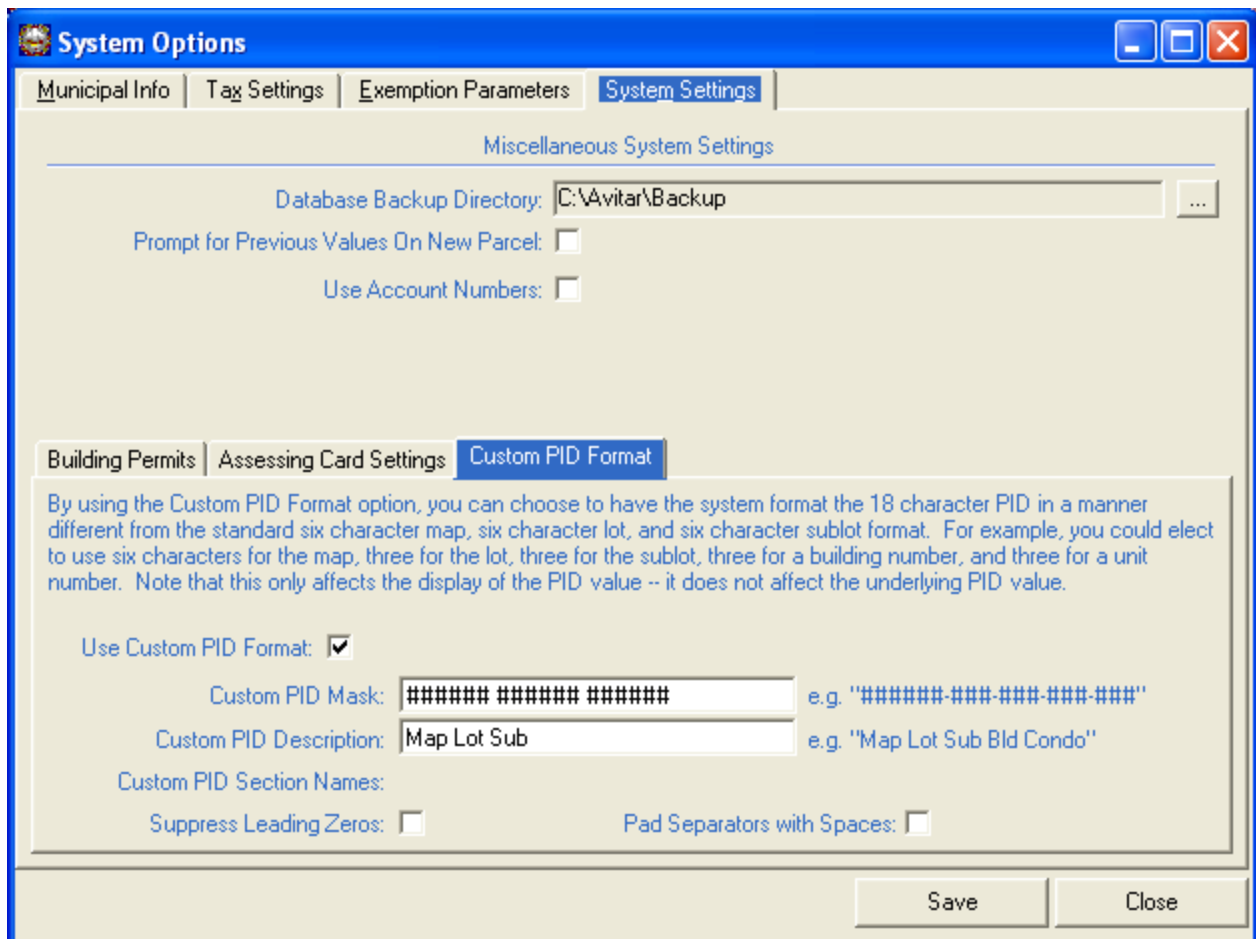 System Options
Municipal Info Tax Settings Exemption Parameters System Settings
Miscellaneous System Settings
Database Backup Directory: C:\Avitar\Backup ...
Prompt for Previous Values On New Parcel:
Use Account Numbers:
Building Permits Assessing Card Settings Custom PID Format
By using the Custom PID Format option, you can choose to have the system format the 18 character PID in a manner
different from the standard six character map, six character lot, and six character sublot format. For example, you could elect
to use six characters for the map, three for the lot, three for the sublot, three for a building number, and three for a unit
number. Note that this only affects the display of the PID value -- it does not affect the underlying PID value.
Use Custom PID Format:
Custom PID Mask: ###### ###### ###### e.g. "######-###-###-###-###"
Custom PID Description: Map Lot Sub e.g. "Map Lot Sub Bld Condo"
Custom PID Section Names:
Suppress Leading Zeros: Pad Separators with Spaces:
Save Close